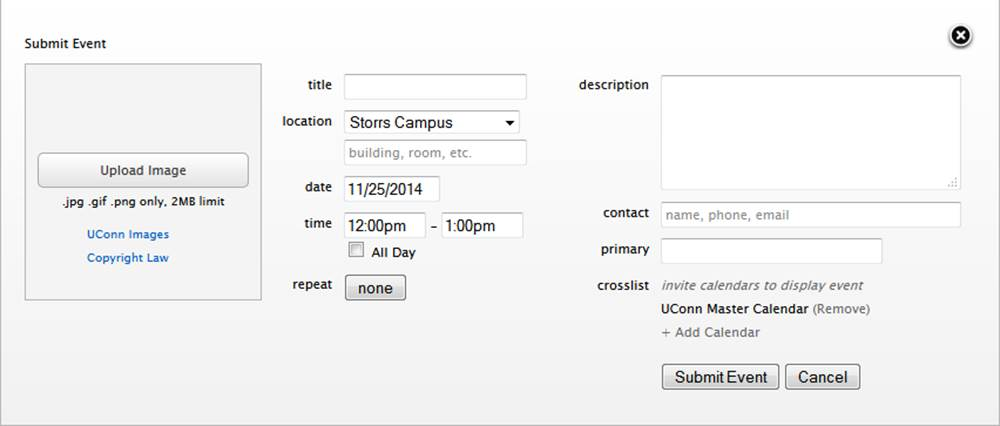 Submit Event
Upload Image
.jpg .gif .png only, 2MB limit
UConn Images
Copyright Law
title
location Storrs Campus
building, room, etc.
date 11/25/2014
time 12:00pm – 1:00pm
All Day
repeat none
description
contact name, phone, email
primary
crosslist invite calendars to display event
UConn Master Calendar (Remove)
+ Add Calendar
Submit Event Cancel